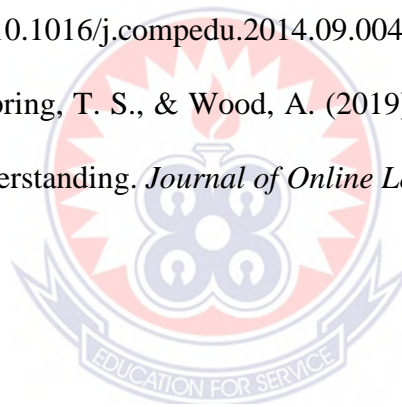 10.1016/j.compedu.2014.09.004
oring, T. S., & Wood, A. (2019)
erstanding. Journal of Online Le
EDUCATION FOR SERVICE